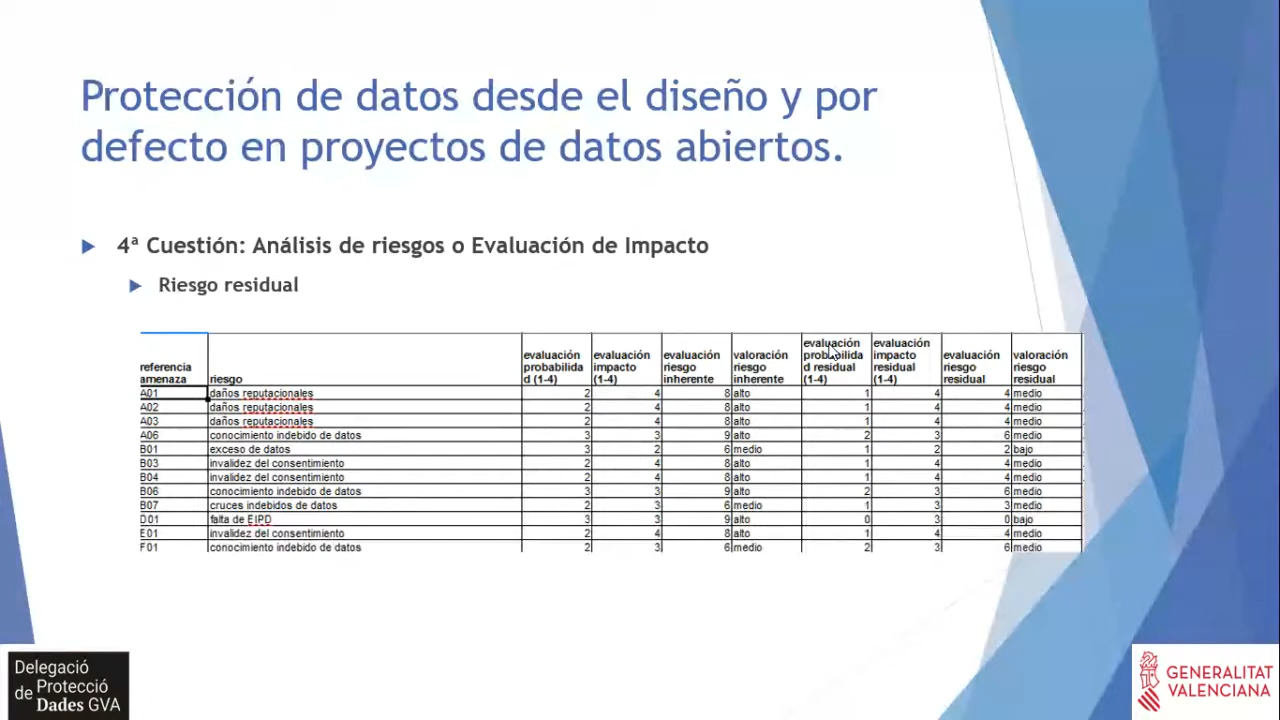 Protección de datos desde el diseño y por
defecto en proyectos de datos abiertos.
4ª Cuestión: Análisis de riesgos o Evaluación de Impacto
Riesgo residual
referencia amenaza riesgo evaluación probabilidad (1-4) evaluación impacto (1-4) evaluación riesgo inherente valoración riesgo inherente evaluación probabilidad residual (1-4) evaluación impacto residual (1-4) evaluación riesgo residual valoración riesgo residual
A01 daños reputacionales 2 4 8 alto 1 4 4 medio
A02 daños reputacionales 2 4 8 alto 1 4 4 medio
A03 daños reputacionales 2 4 8 alto 1 4 4 medio
A06 conocimiento indebido de datos 3 3 9 alto 2 3 6 medio
B01 exceso de datos 3 2 6 medio 1 2 2 bajo
B03 invalidez del consentimiento 2 4 8 alto 1 4 4 medio
B04 invalidez del consentimiento 2 4 8 alto 1 4 4 medio
B06 conocimiento indebido de datos 3 3 9 alto 2 3 6 medio
B07 cruces indebidos de datos 2 3 6 medio 1 3 3 medio
D01 falta de EIPD 3 3 9 alto 0 3 0 bajo
E01 invalidez del consentimiento 2 4 8 alto 1 4 4 medio
F01 conocimiento indebido de datos 2 3 6 medio 2 3 6 medio
Delegació
de Protecció
Dades GVA
GENERALITAT
VALENCIANA